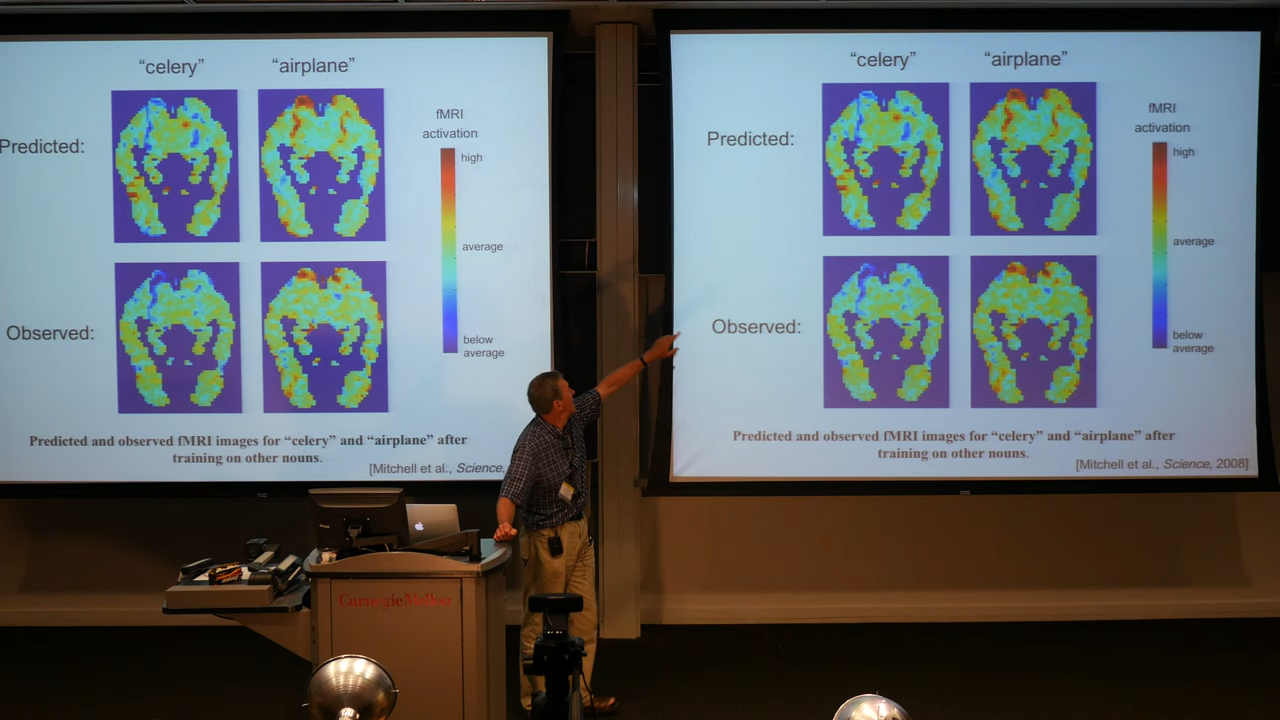 “celery” “airplane”
fMRI
activation
Predicted:
high
average
Observed:
below
average
Predicted and observed fMRI images for “celery” and “airplane” after
training on other nouns.
[Mitchell et al., Science,
“celery” “airplane”
fMRI
activation
Predicted:
high
average
Observed:
below
average
Predicted and observed fMRI images for “celery” and “airplane” after
training on other nouns.
[Mitchell et al., Science, 2008]
Carnegie Mellon